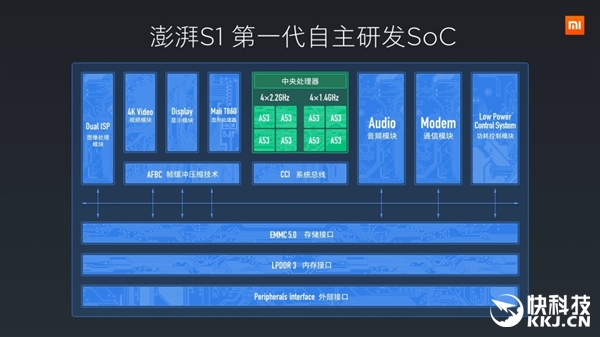 澎湃S1 第一代自主研发SoC
MI
Dual ISP
图像处理
模块
4K Video
视频模块
Display
显示模块
Mali T860
图形处理器
中央处理器
4×2.2GHz
4×1.4GHz
A53 A53 A53 A53
A53 A53 A53 A53
Audio
音频模块
Modem
通信模块
Low Power
Control System
功耗控制模块
AFBC 帧缓冲压缩技术
CCI 系统总线
EMMC 5.0 存储接口
LPDDR 3 内存接口
Peripherals interface 外部接口
快科技
KKJ.CN